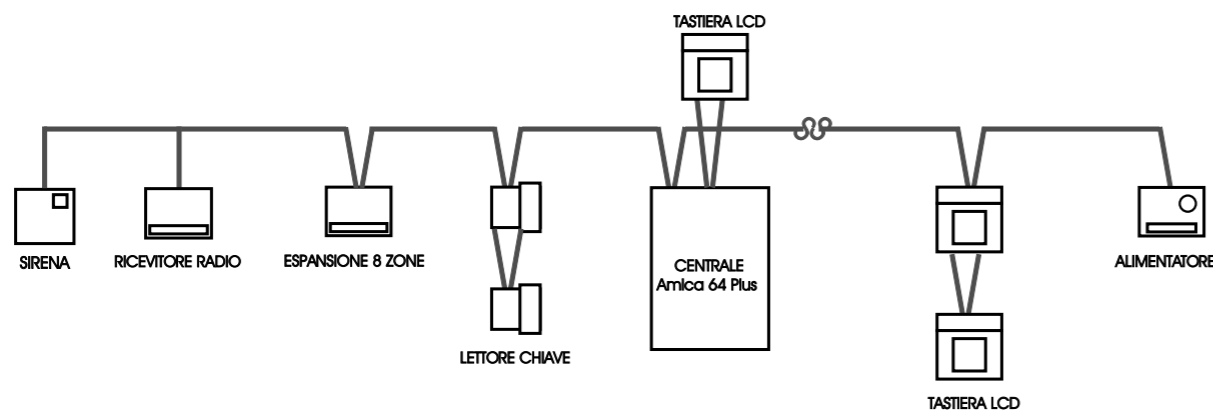 TASTIERA LCD
SIRENA
RICEVITORE RADIO
ESPANSIONE 8 ZONE
LETTORE CHIAVE
CENTRALE
Amica 64 Plus
ALIMENTATORE
TASTIERA LCD